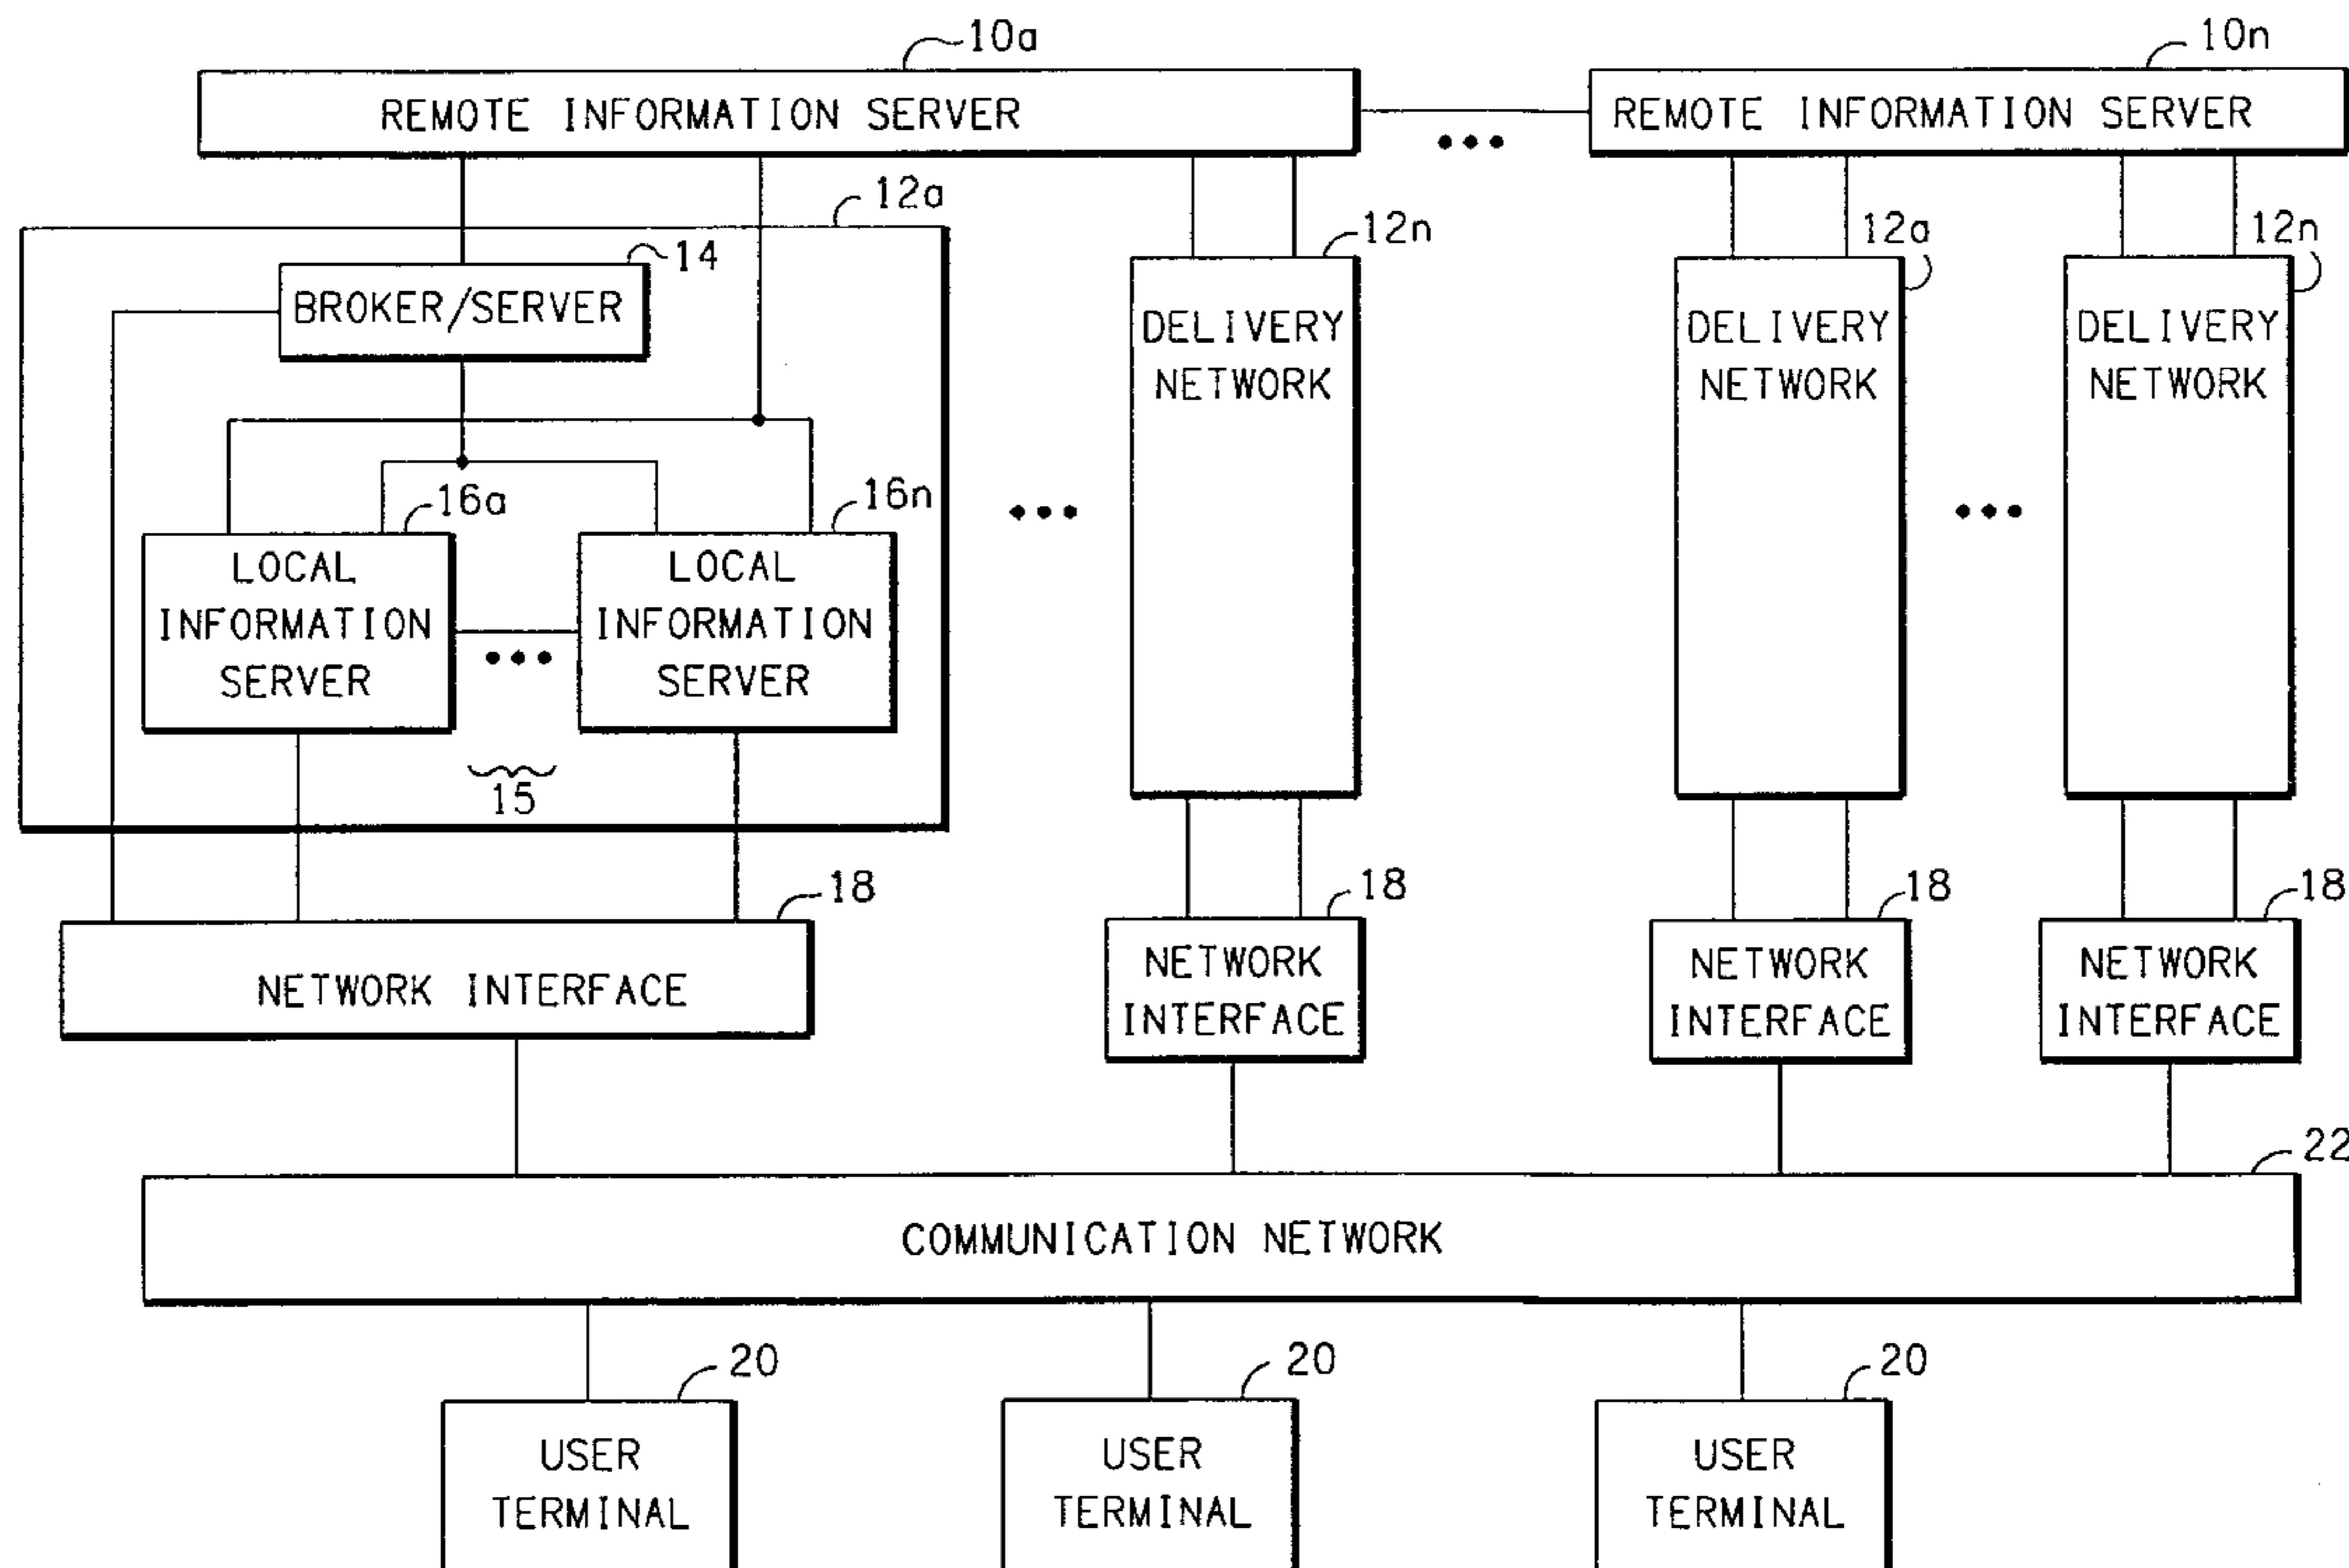 10a
10n
REMOTE INFORMATION SERVER
REMOTE INFORMATION SERVER
12a
12n
12a
12n
14
BROKER/SERVER
DELIVERY
NETWORK
DELIVERY
NETWORK
DELIVERY
NETWORK
16a
16n
LOCAL
INFORMATION
SERVER
LOCAL
INFORMATION
SERVER
15
18
18
18
18
NETWORK INTERFACE
NETWORK
INTERFACE
NETWORK
INTERFACE
NETWORK
INTERFACE
22
COMMUNICATION NETWORK
20
20
20
USER
TERMINAL
USER
TERMINAL
USER
TERMINAL